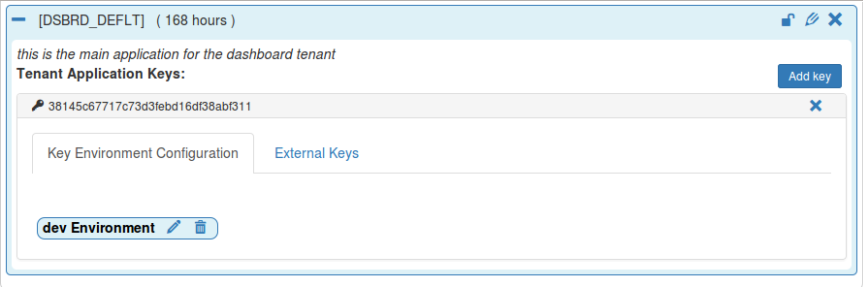 [DSBRD_DEFLT] ( 168 hours )
this is the main application for the dashboard tenant
Tenant Application Keys:
Add key
38145c67717c73d3febd16df38abf311
Key Environment Configuration External Keys
dev Environment